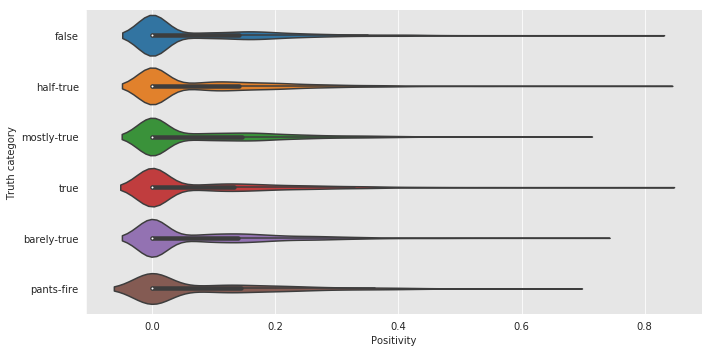 Truth category
false
half-true
mostly-true
true
barely-true
pants-fire
0.0 0.2 0.4 0.6 0.8
Positivity